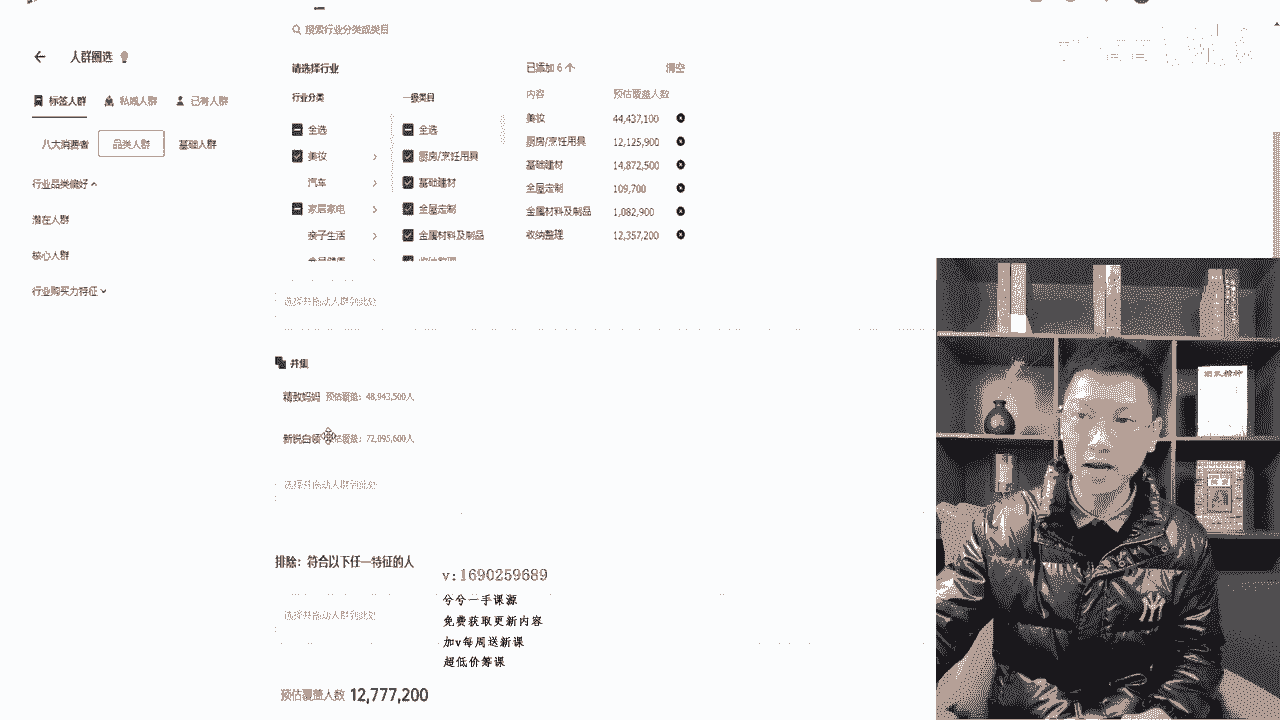 搜索行业分类或类目
人群圈选
请选择行业
已添加 6 个
清空
标签人群
私域人群
已有人群
行业分类
一级类目
内容
预估覆盖人数
全选
全选
美妆
44,437,100
八大消费者
品类人群
基础人群
美妆
厨房/烹饪用具
厨房/烹饪用具
12,125,900
行业品类偏好
汽车
基础建材
基础建材
14,872,500
全屋定制
109,700
家居家电
全屋定制
潜在人群
金属材料及制品
1,082,900
亲子生活
金属材料及制品
收纳整理
12,357,200
核心人群
行业购买力特征
选择并拖动人群到此处
并集
精致妈妈 预估覆盖：48,943,500人
新锐白领
72,095,600人
选择并拖动人群到此处
排除：符合以下任一特征的人
v:1690259689
兮兮一手课源
选择并拖动人群到此处
免费获取更新内容
加v每周送新课
超低价筹课
预估覆盖人数 12,777,200